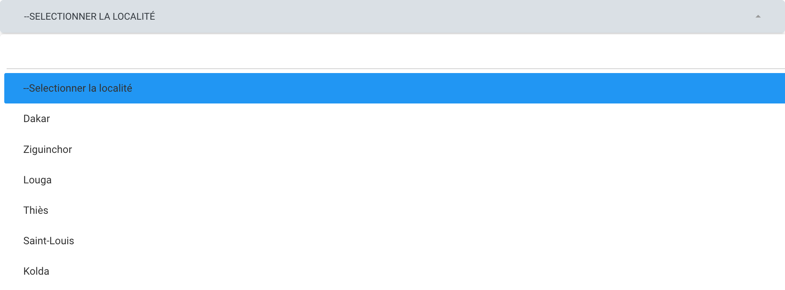 --SELECTIONNER LA LOCALITÉ
--Selectionner la localité
Dakar
Ziguinchor
Louga
Thiès
Saint-Louis
Kolda